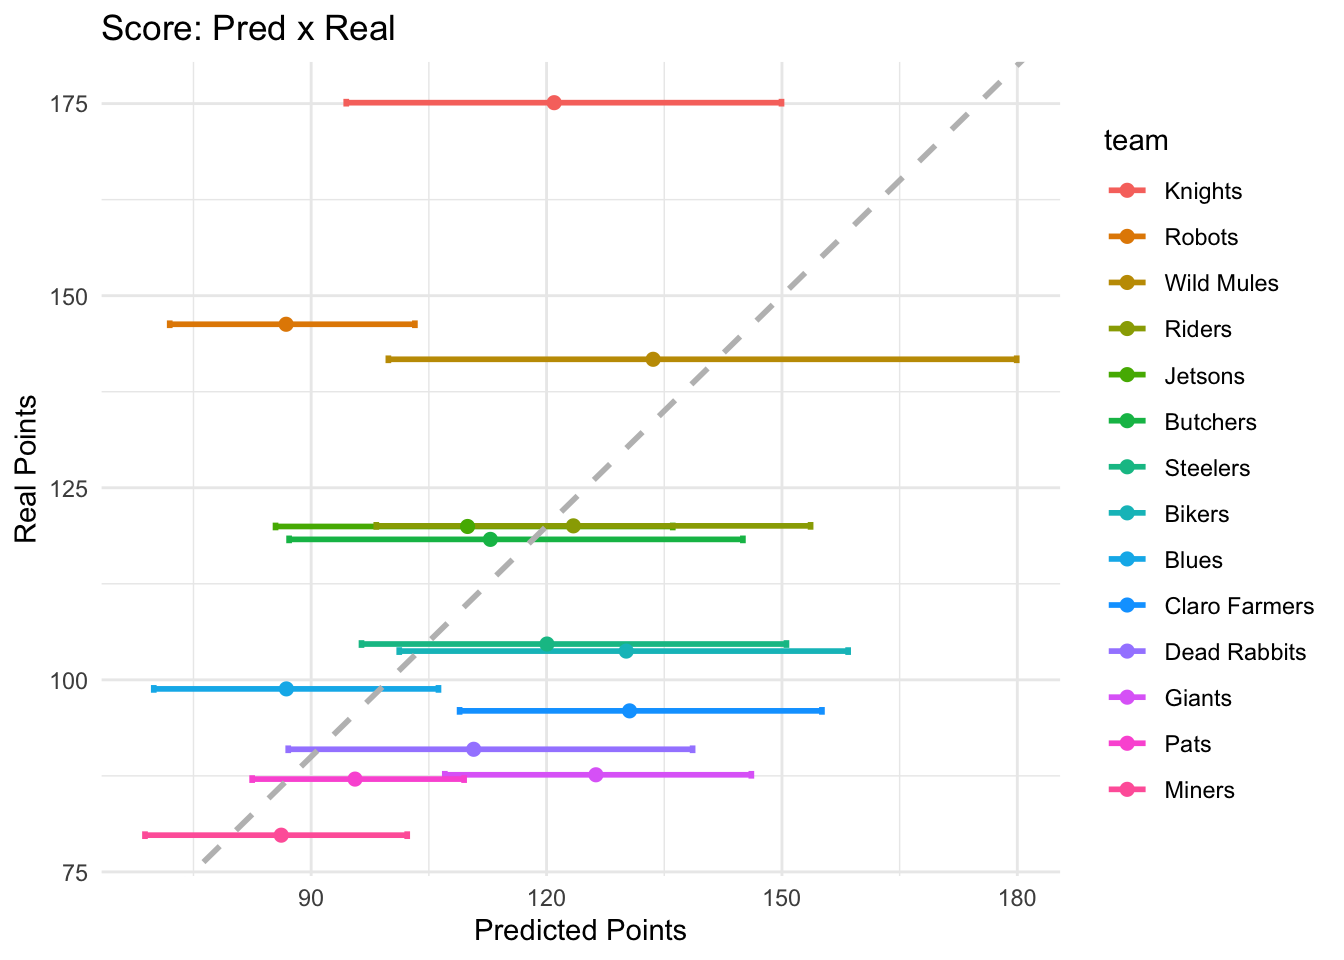 Score: Pred x Real
Real Points
175
150
125
100
75
90
120
150
180
Predicted Points
team
Knights
Robots
Wild Mules
Riders
Jetsons
Butchers
Steelers
Bikers
Blues
Claro Farmers
Dead Rabbits
Giants
Pats
Miners